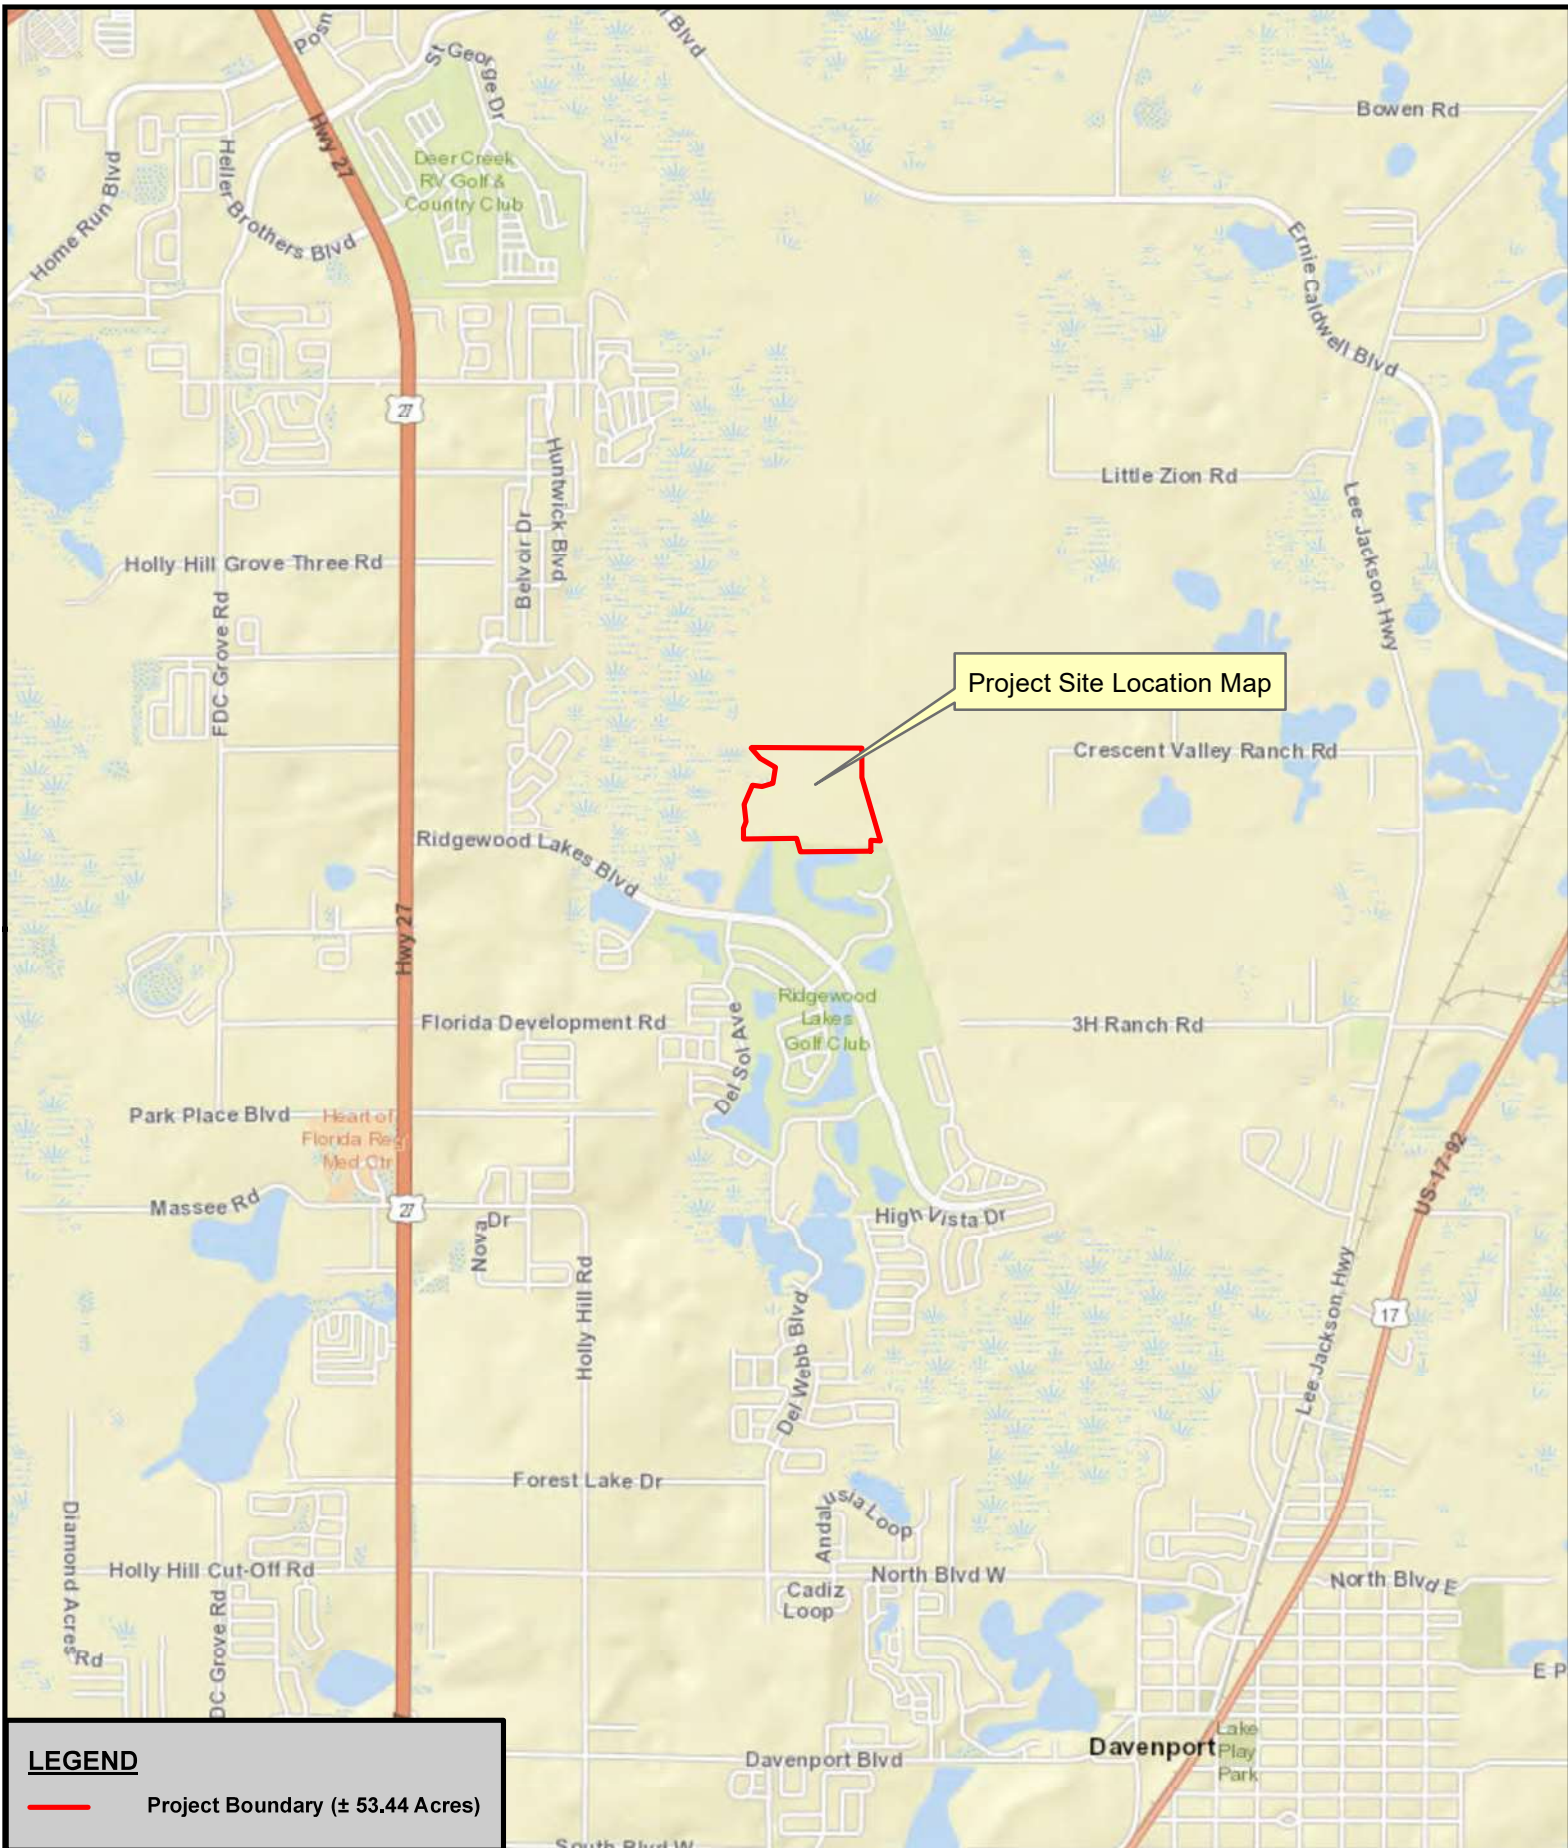 Posn
St George Dr
Blvd
Bowen Rd
Hwy 27
Deer Creek
RV Golf &
Country Club
Home Run Blvd
Heller Brothers Blvd
Ernie Caldwell Blvd
27
Huntwick Blvd
Little Zion Rd
Lee Jackson Hwy
Belvoir Dr
Holly Hill Grove Three Rd
FDC Grove Rd
Project Site Location Map
Crescent Valley Ranch Rd
Ridgewood Lakes Blvd
Hwy 27
Ridgewood
Lakes
Golf Club
Florida Development Rd
Del Sol Ave
3H Ranch Rd
Park Place Blvd
Heart of
Florida Reg
Med Ctr
US-17-92
Massee Rd
27
Nova Dr
High Vista Dr
Holly Hill Rd
Lee Jackson Hwy
17
Del Webb Blvd
Forest Lake Dr
Diamond Acres Rd
Andalusia Loop
Holly Hill Cut-Off Rd
North Blvd W
North Blvd E
Cadiz
Loop
DC Grove Rd
E P
Davenport
Lake
Play
Park
Davenport Blvd
South Blvd W
LEGEND
Project Boundary (± 53.44 Acres)